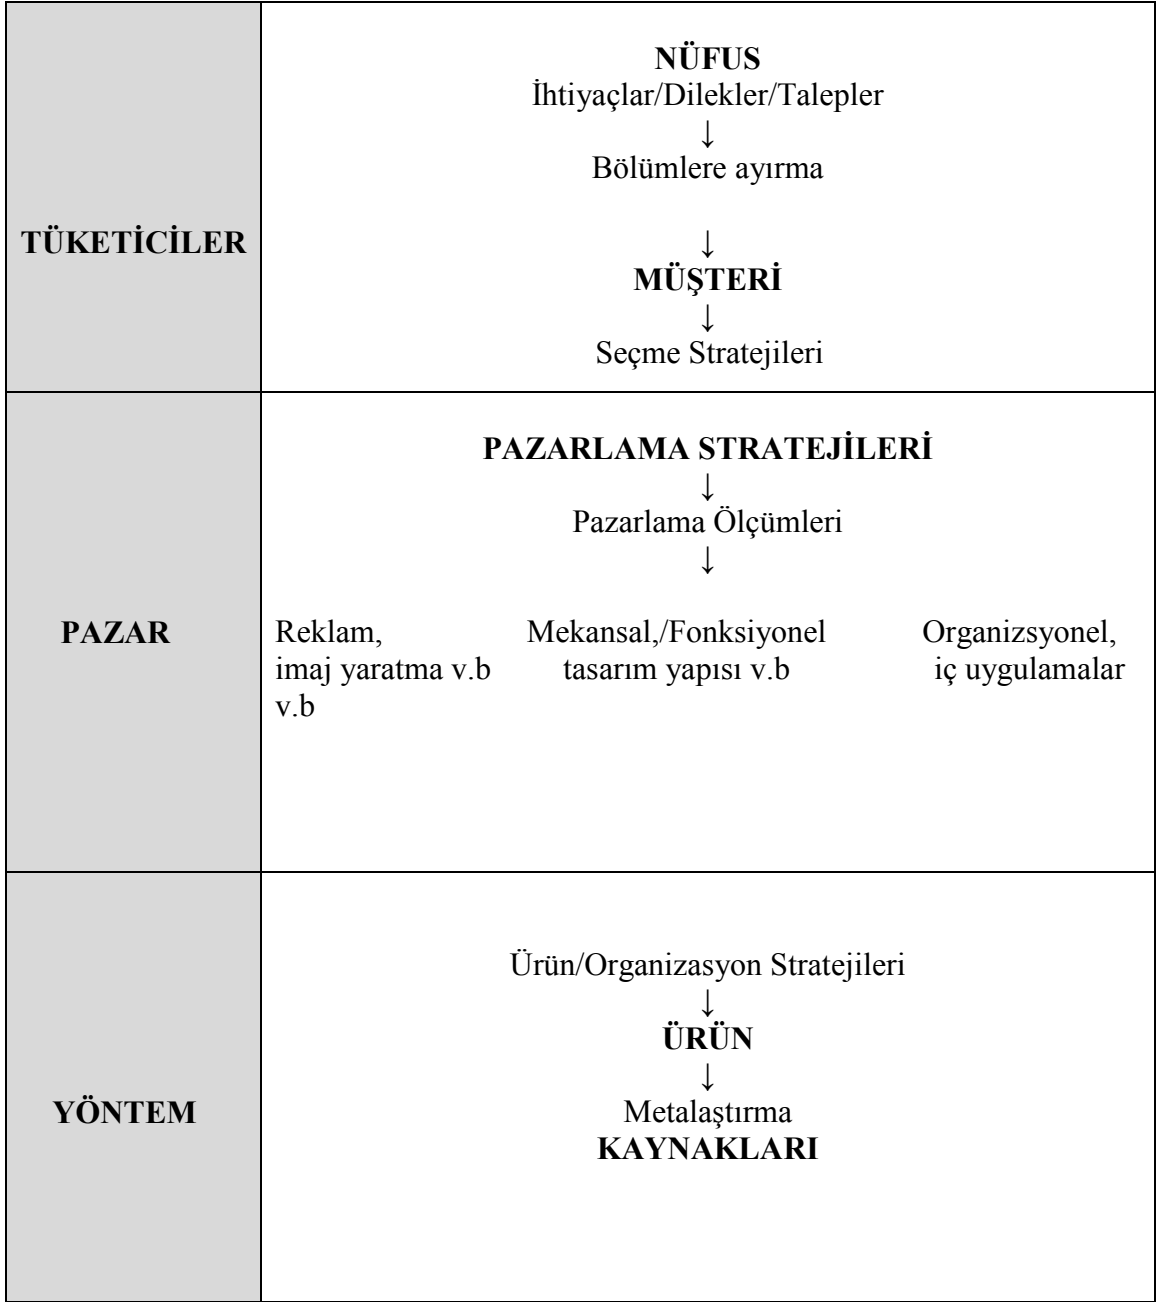 TÜKETİCİLER
NÜFUS
İhtiyaçlar/Dilekler/Talepler
↓
Bölümlere ayırma
↓
MÜŞTERİ
↓
Seçme Stratejileri
PAZAR
PAZARLAMA STRATEJİLERİ
↓
Pazarlama Ölçümleri
↓
Reklam, Mekansal,/Fonksiyonel Organizsyonel,
imaj yaratma v.b tasarım yapısı v.b iç uygulamalar
v.b
YÖNTEM
Ürün/Organizasyon Stratejileri
↓
ÜRÜN
↓
Metalaştırma
KAYNAKLARI